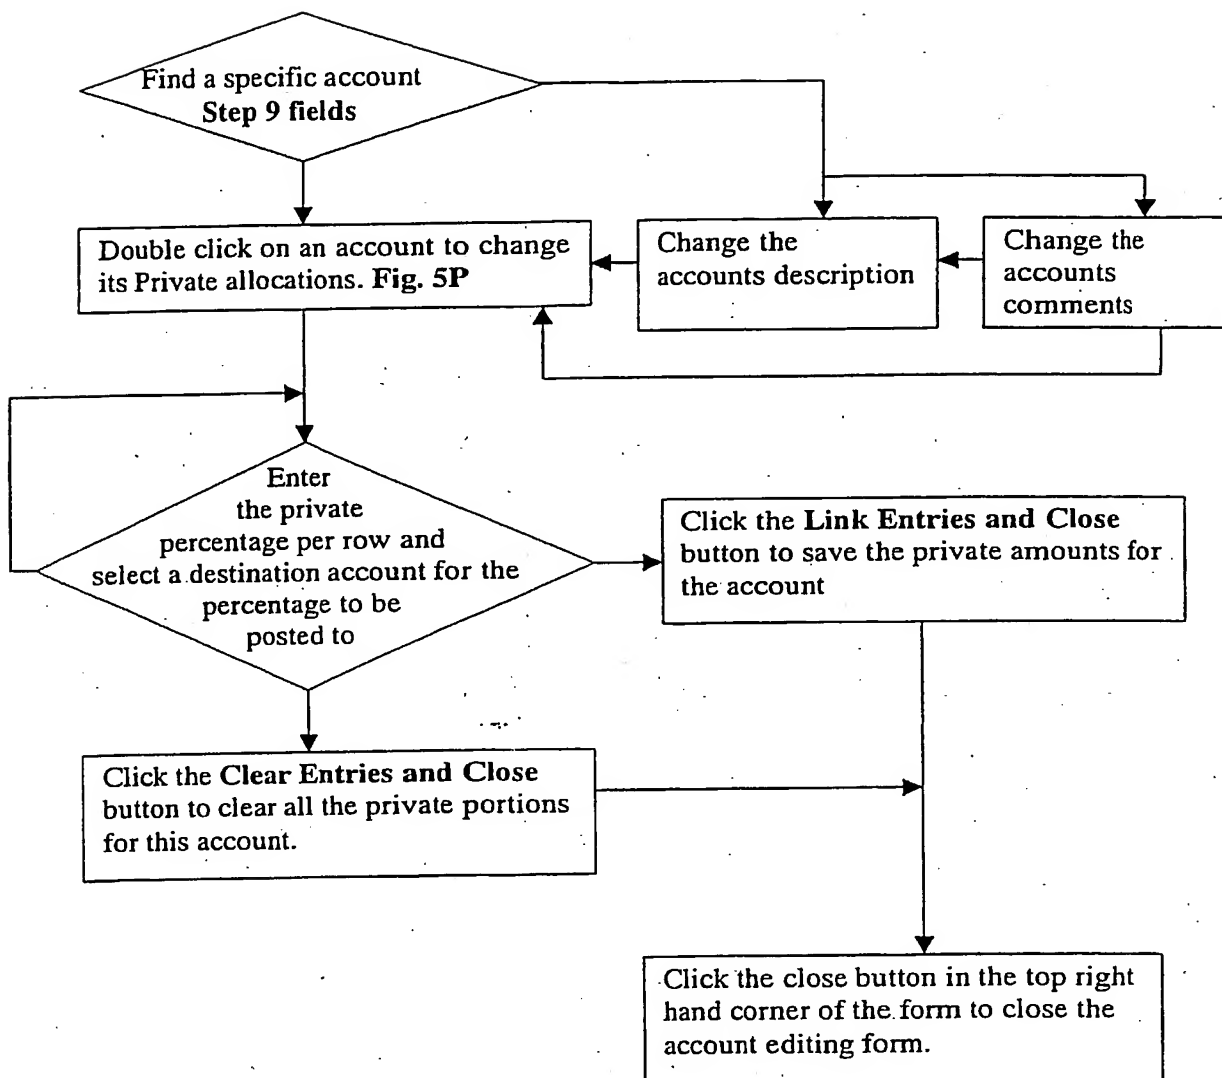 Find a specific account
Step 9 fields
Double click on an account to change
its Private allocations. Fig. 5P
Change the
accounts description
Change the
accounts
comments
Enter
the private
percentage per row and
select a destination account for the
percentage to be
posted to
Click the Link Entries and Close
button to save the private amounts for
the account
Click the Clear Entries and Close
button to clear all the private portions
for this account.
Click the close button in the top right
hand corner of the form to close the
account editing form.